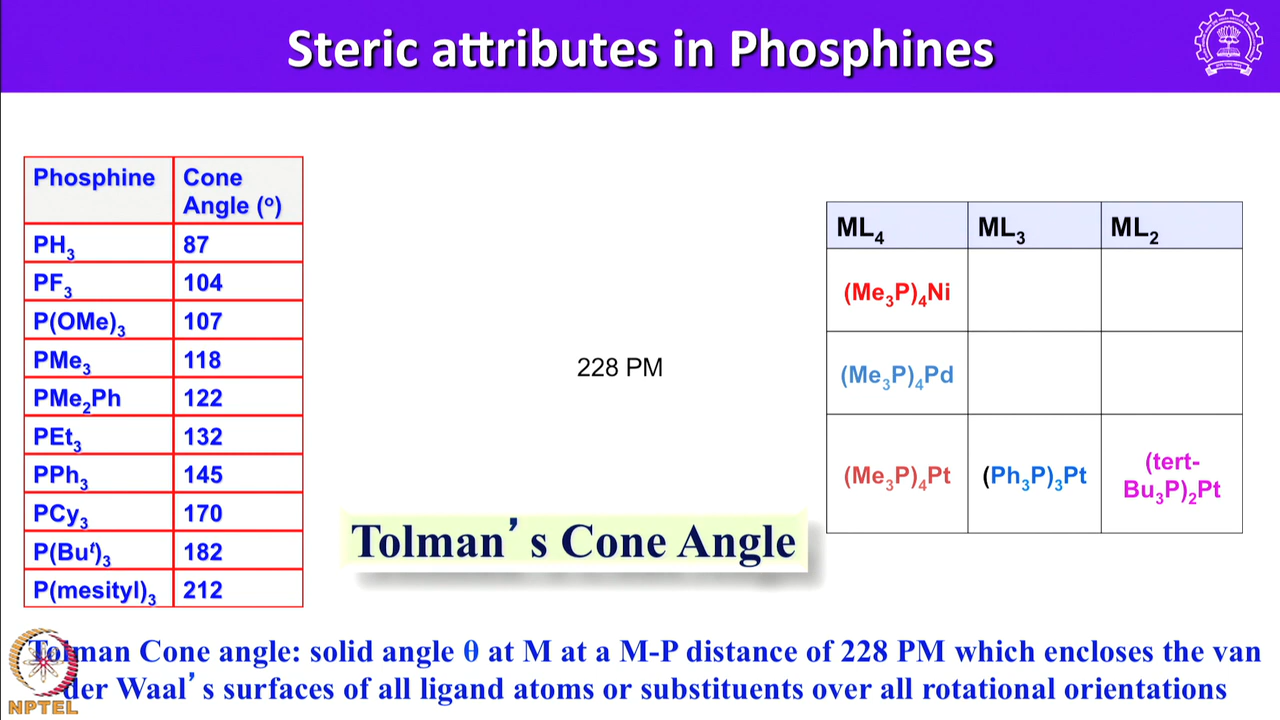 Steric attributes in Phosphines
Phosphine Cone Angle (º)
PH₃ 87
PF₃ 104
P(OMe)₃ 107
PMe₃ 118
PMe₂Ph 122
PEt₃ 132
PPh₃ 145
PCy₃ 170
P(Buᵗ)₃ 182
P(mesityl)₃ 212
228 PM
ML₄ ML₃ ML₂
(Me₃P)₄Ni
(Me₃P)₄Pd
(Me₃P)₄Pt (Ph₃P)₃Pt (tert-Bu₃P)₂Pt
Tolman’s Cone Angle
Tolman Cone angle: solid angle θ at M at a M-P distance of 228 PM which encloses the van
der Waal’s surfaces of all ligand atoms or substituents over all rotational orientations
NPTEL